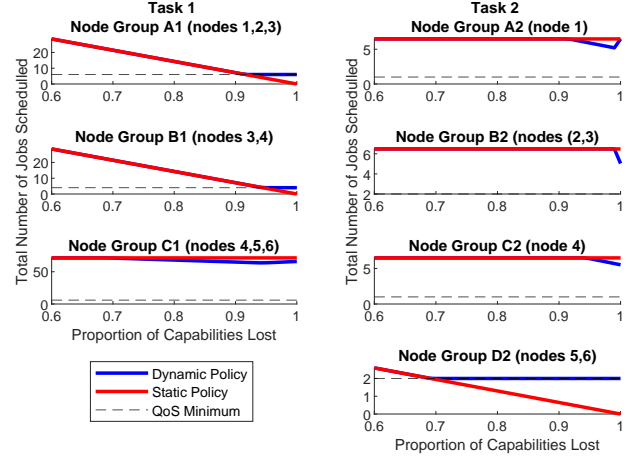 Task 1
Node Group A1 (nodes 1,2,3)
20
10
0
0.6 0.7 0.8 0.9 1
Node Group B1 (nodes 3,4)
20
10
0
0.6 0.7 0.8 0.9 1
Node Group C1 (nodes 4,5,6)
50
0
0.6 0.7 0.8 0.9 1
Proportion of Capabilities Lost
Total Number of Jobs Schedulled
Dynamic Policy
Static Policy
QoS Minimum
Task 2
Node Group A2 (node 1)
5
0
0.6 0.7 0.8 0.9 1
Node Group B2 (nodes (2,3)
6
4
2
0.6 0.7 0.8 0.9 1
Node Group C2 (node 4)
5
0
0.6 0.7 0.8 0.9 1
Node Group D2 (nodes 5,6)
2
1
0
0.6 0.7 0.8 0.9 1
Proportion of Capabilities Lost
Total Number of Jobs Schedulled